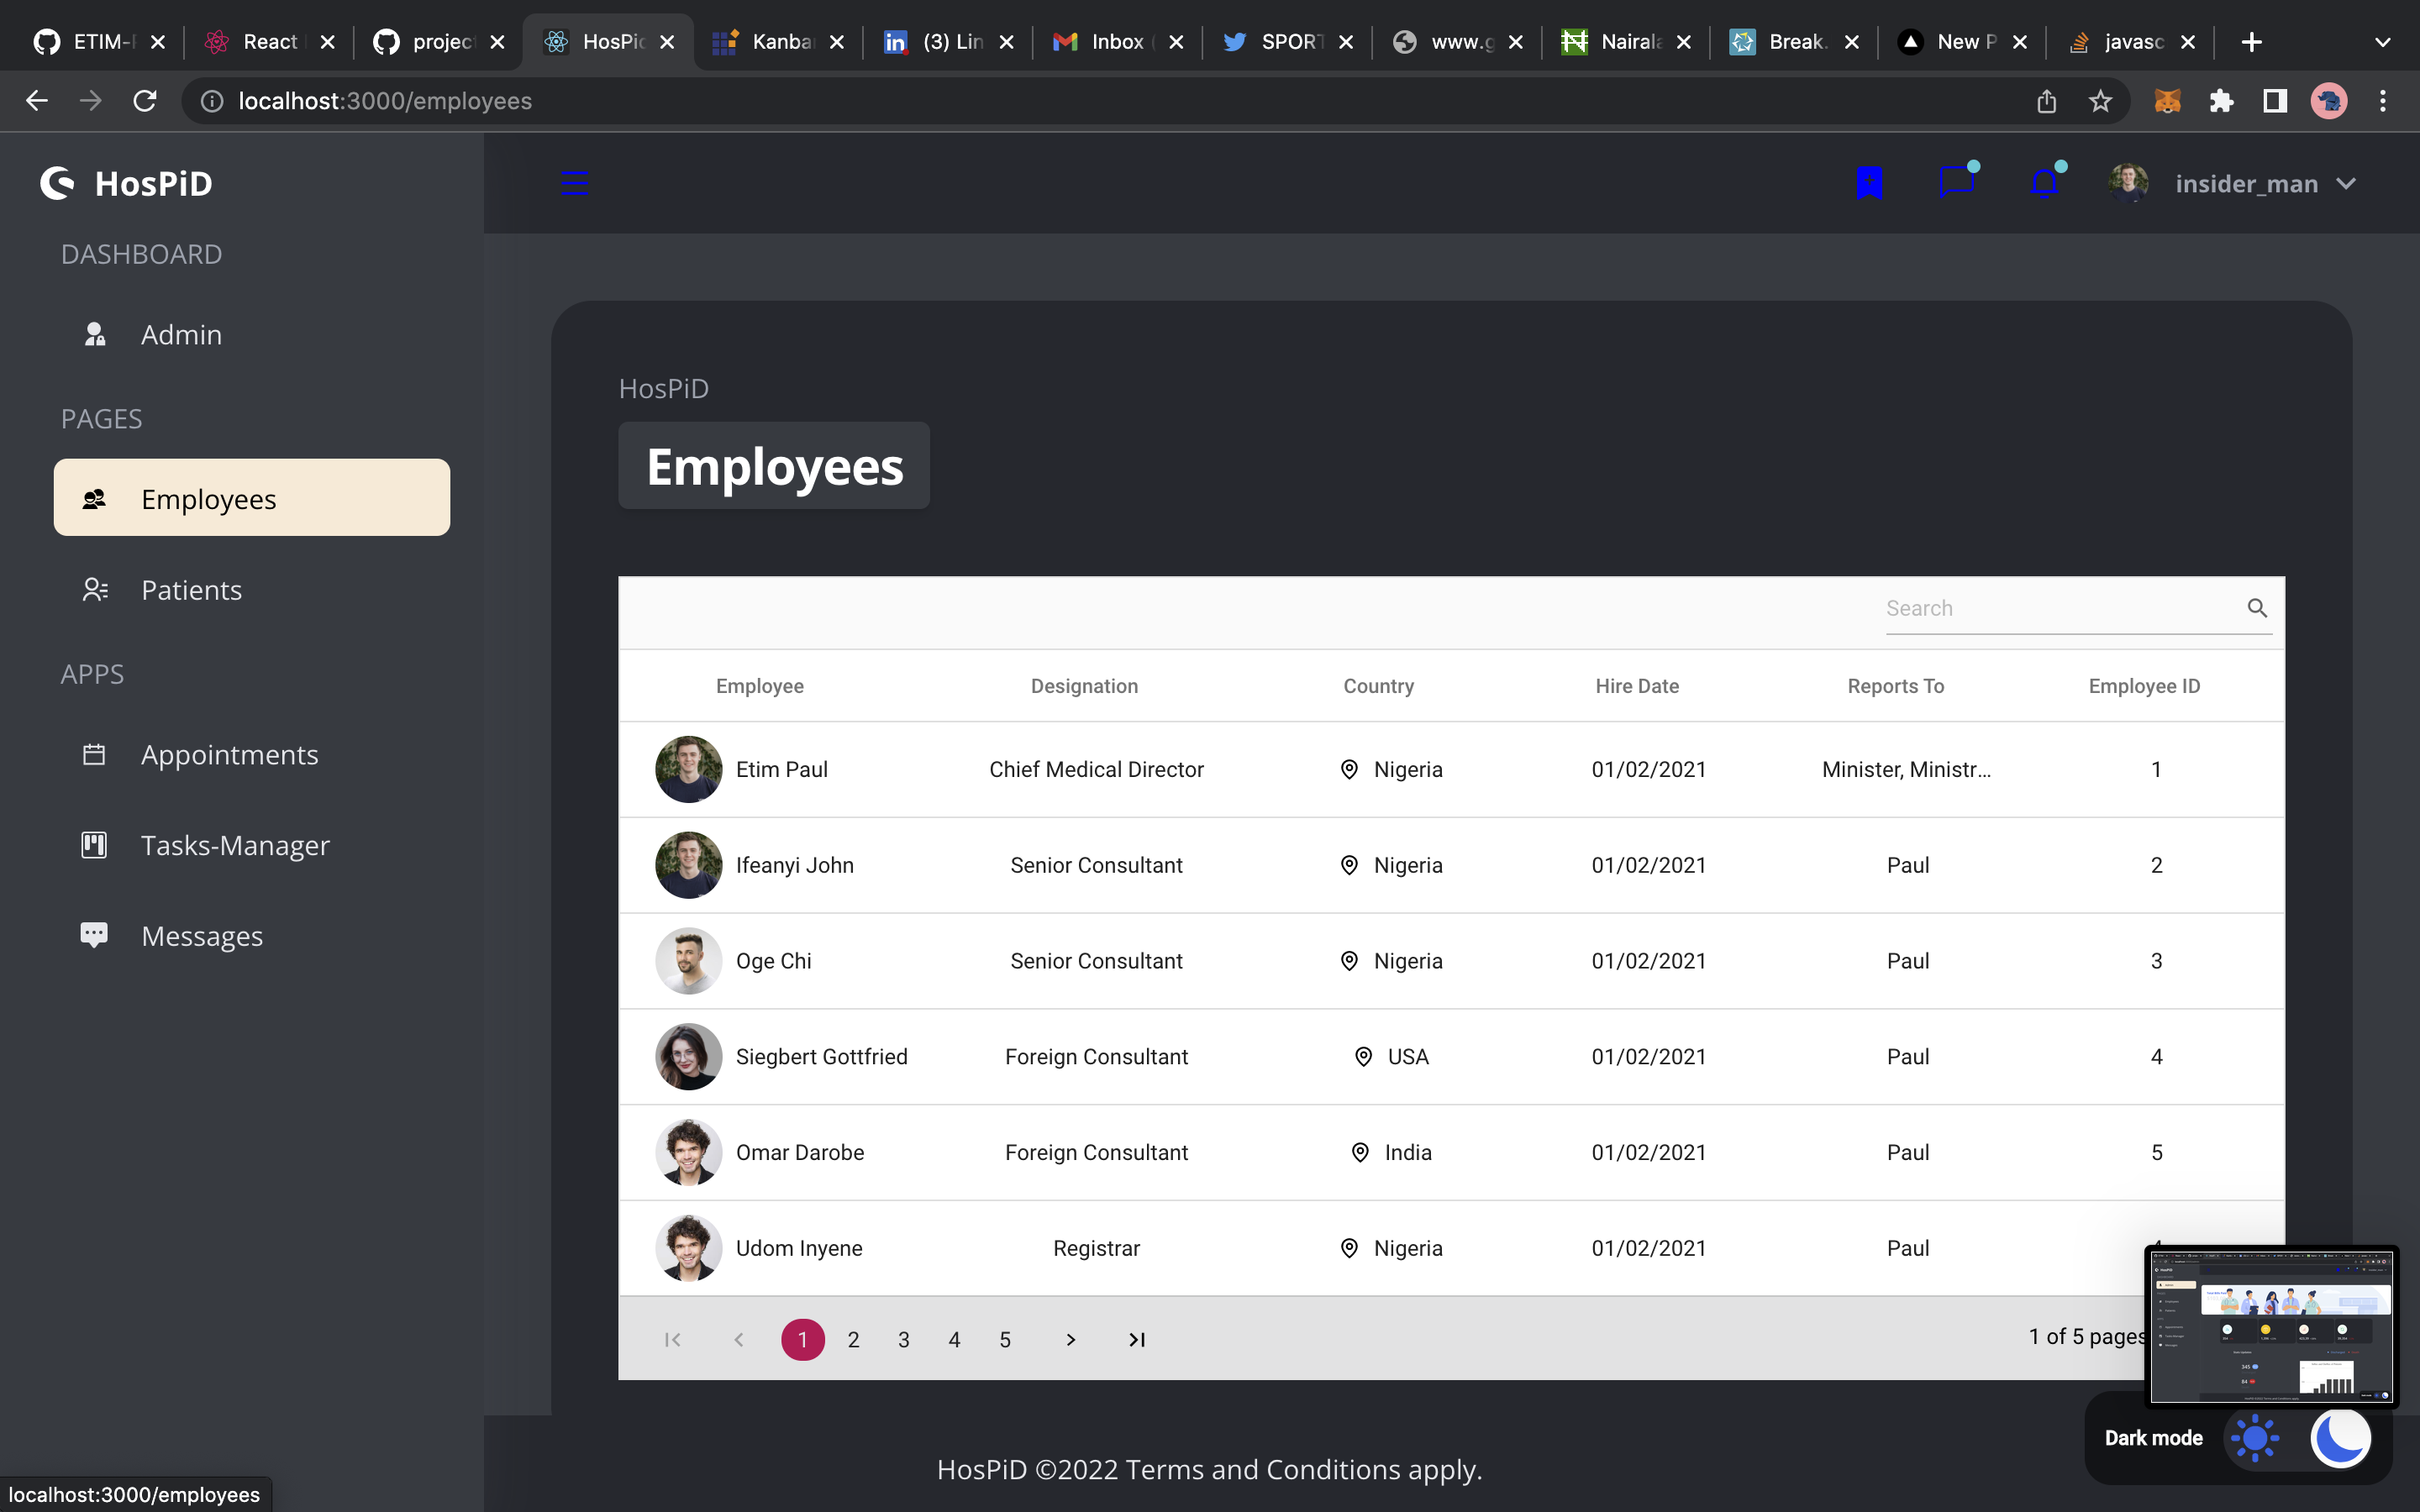 ETIM-
React
projec
HosPic
Kanba
(3) Lin
Inbox (
SPORT
www.g
Naira
Break.
New P
javasc
localhost:3000/employees
HosPiD
insider_man
DASHBOARD
Admin
PAGES
Employees
Patients
APPS
Appointments
Tasks-Manager
Messages
HosPiD
Employees
Search
Employee Designation Country Hire Date Reports To Employee ID
Etim Paul Chief Medical Director Nigeria 01/02/2021 Minister, Ministr... 1
Ifeanyi John Senior Consultant Nigeria 01/02/2021 Paul 2
Oge Chi Senior Consultant Nigeria 01/02/2021 Paul 3
Siegbert Gottfried Foreign Consultant USA 01/02/2021 Paul 4
Omar Darobe Foreign Consultant India 01/02/2021 Paul 5
Udom Inyene Registrar Nigeria 01/02/2021 Paul
1 2 3 4 5
1 of 5 pages
Dark mode
HosPiD ©2022 Terms and Conditions apply.
localhost:3000/employees